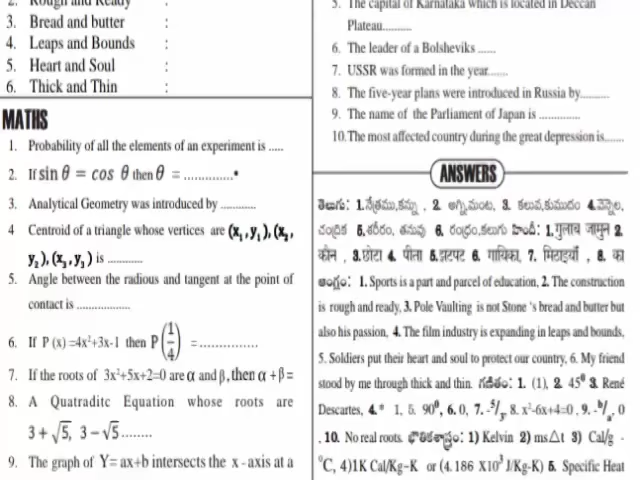 2. Rough and Ready :
3. Bread and butter :
4. Leaps and Bounds :
5. Heart and Soul :
6. Thick and Thin :
MATHS
1. Probability of all the elements of an experiment is .....
2. If sin θ = cos θ then θ = ..............•
3. Analytical Geometry was introduced by ............
4 Centroid of a triangle whose vertices are (x₁,y₁),(x₂,
y₂),(x₃,y₃) is ............
5. Angle between the radious and tangent at the point of
contact is ..................
6. If P (x) =4x²+3x-1 then P(1/4) =...............
7. If the roots of 3x²+5x+2=0 are α and β, then α +β=
8. A Quatraditc Equation whose roots are
3 + √5, 3 − √5........
9. The graph of Y= ax+b intersects the x - axis at a
5. The capital of Karnataka which is located in Deccan
Plateau..........
6. The leader of a Bolsheviks ......
7. USSR was formed in the year.......
8. The five-year plans were introduced in Russia by..........
9. The name of the Parliament of Japan is ..............
10.The most affected country during the great depression is.......
ANSWERS
తెలుగు: 1.నేత్రము,కన్ను , 2. అగ్ని,మంట, 3. కలువ,కుముదం 4.వెన్నెల,
చంద్రిక 5.శరీరం, తనువు 6. రంధ్రం,కలుగు హిందీ: 1.गुलाब जामुन 2.
कौन , 3.छोटा 4. पीला 5.झटपट 6. गायिका, 7. मिठाइयाँ , 8. का
ఆంగ్లం: 1. Sports is a part and parcel of education, 2. The construction
is rough and ready, 3. Pole Vaulting is not Stone 's bread and butter but
also his passion, 4. The film industry is expanding in leaps and bounds,
5. Soldiers put their heart and soul to protect our country, 6. My friend
stood by me through thick and thin. గణితం: 1. (1), 2. 45⁰ 3. René
Descartes, 4.* 1, 5. 90⁰, 6. 0, 7. -5/y 8. x²-6x+4=0 . 9. -b/a, 0
, 10. No real roots. భౌతికశాస్త్రం: 1) Kelvin 2) ms∆t 3) Cal/g -
°C, 4)1K Cal/Kg–K or (4.186 X10³ J/Kg-K) 5. Specific Heat